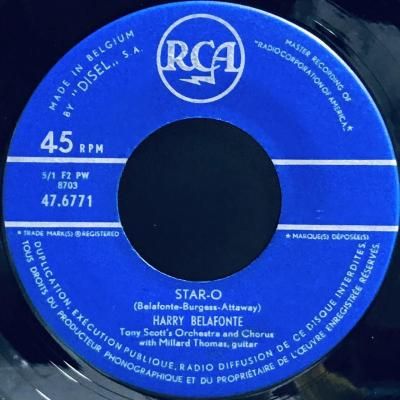 RCA
MADE IN BELGIUM
BY "DISEL" S.A.
MASTER RECORDING OF
"RADIO CORPORATION OF AMERICA"*
45 RPM
5/1 F2 PW
8703
47.6771
* TRADE MARK(S) ® REGISTERED
* MARQUE(S) DÉPOSÉE(S)
STAR-O
(Belafonte-Burgess-Attaway)
HARRY BELAFONTE
Tony Scott's Orchestra and Chorus
with Millard Thomas, guitar
DUPLICATION, EXÉCUTION PUBLIQUE, RADIO DIFFUSION DE CE DISQUE INTERDITES.
TOUS DROITS DU PRODUCTEUR PHONOGRAPHIQUE ET DU PROPRIÉTAIRE DE L'ŒUVRE ENREGISTRÉE RÉSERVÉS.